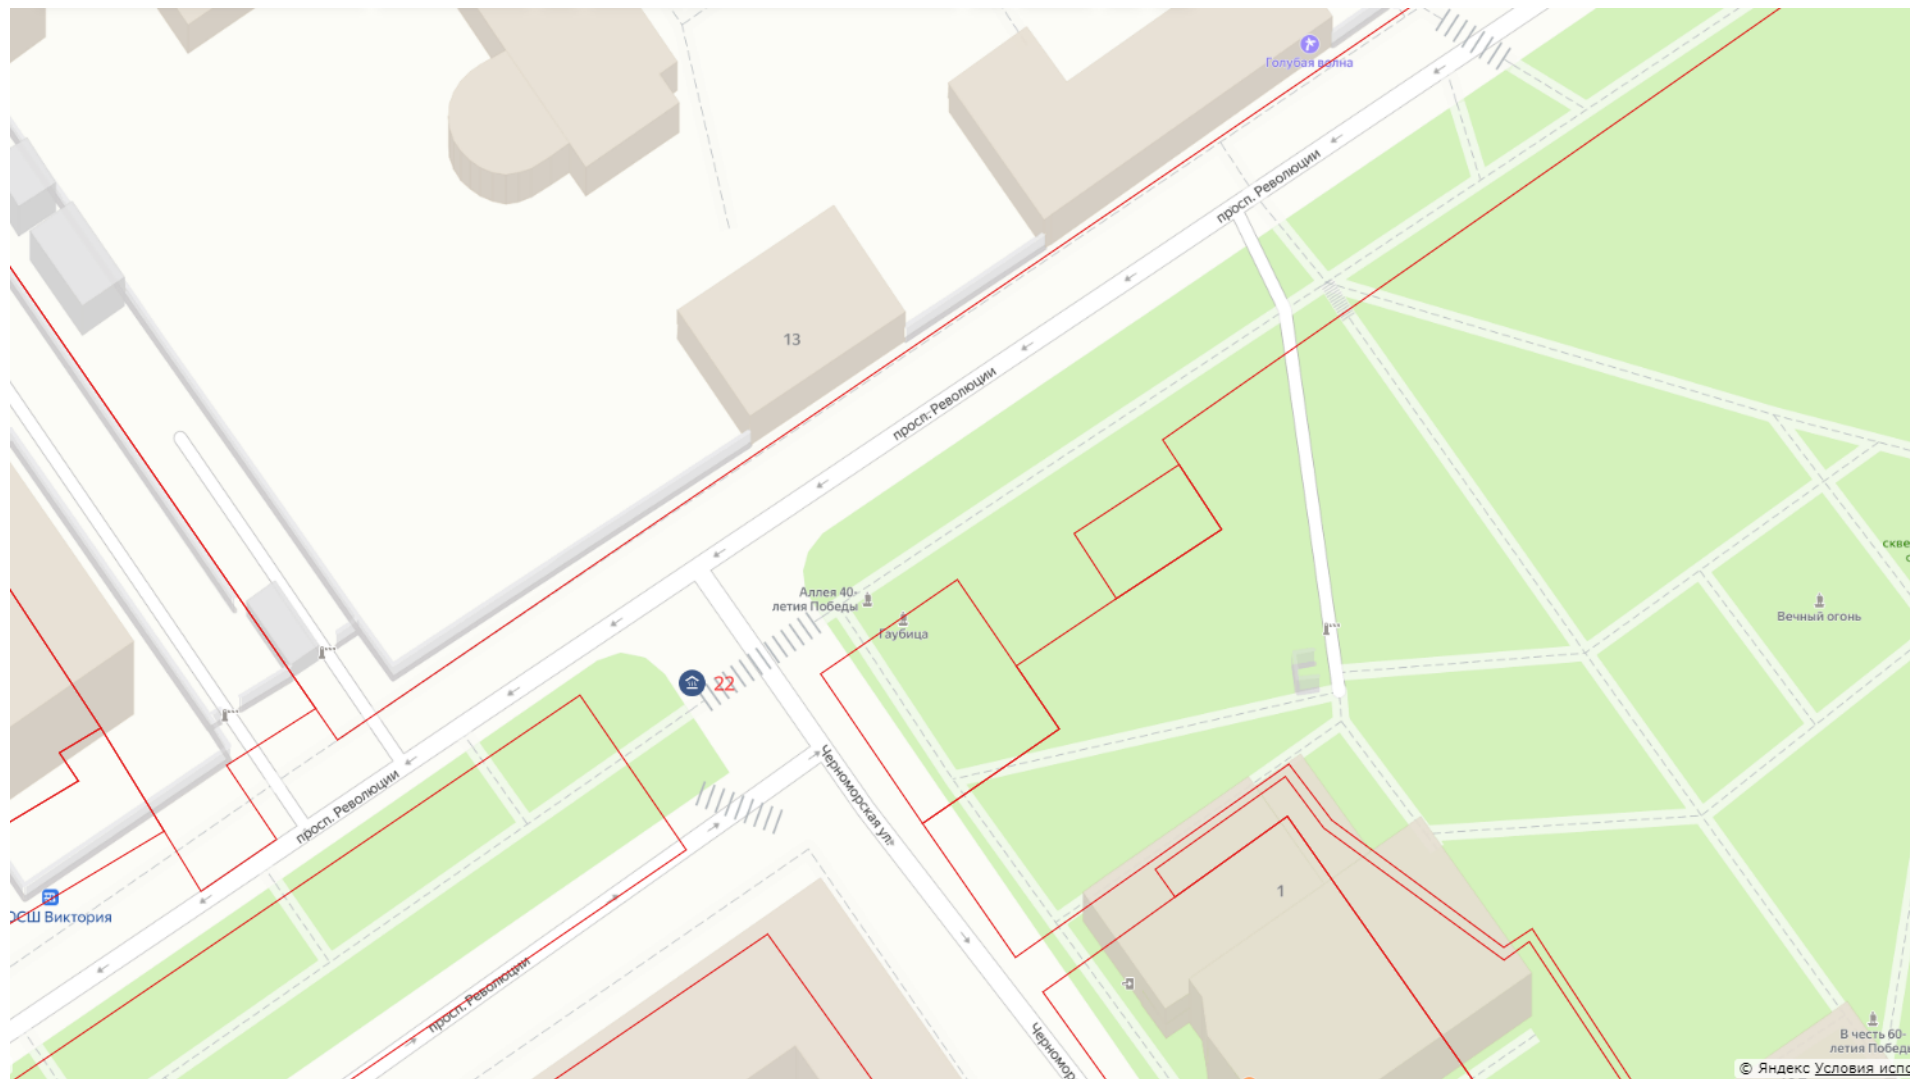 Голубая волна
просп. Революции
13
просп. Революции
скве
Аллея 40-
летия Победы
Гаубица
Вечный огонь
22
Черноморская ул.
просп. Революции
1
ОСШ Виктория
просп. Революции
Черномор
В честь 60-
летия Победы
© Яндекс Условия испо